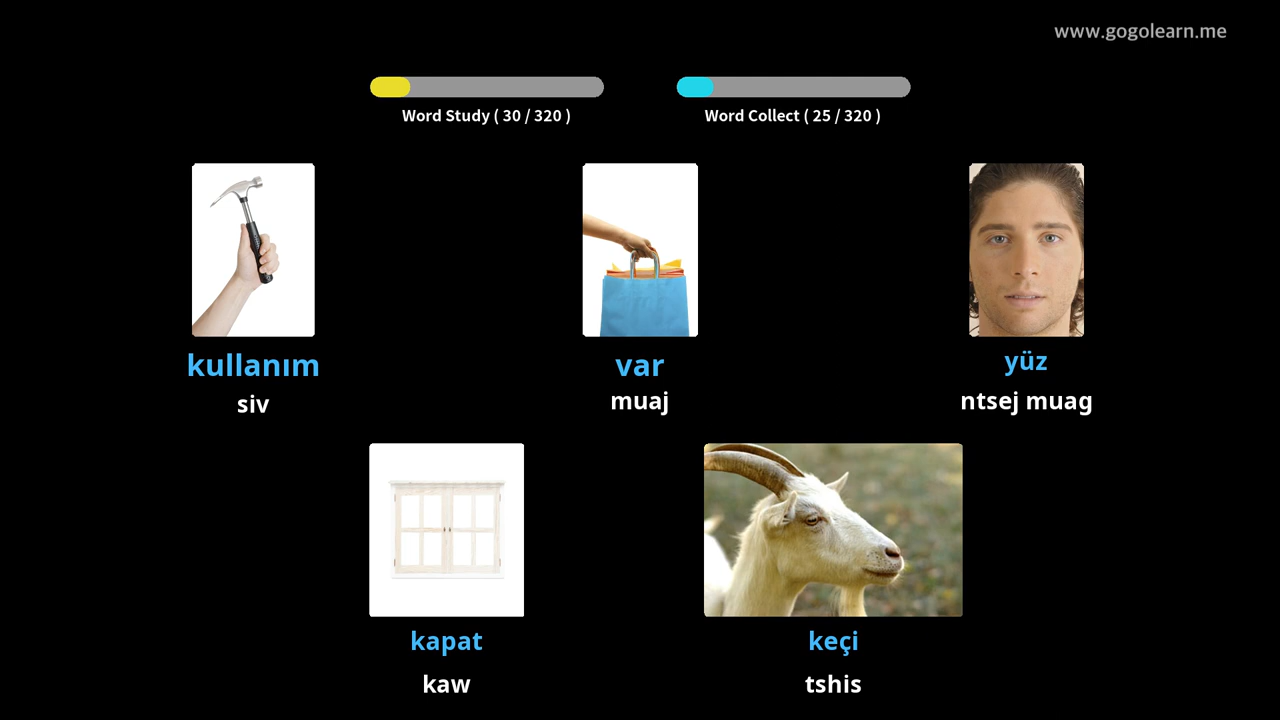 www.gogolearn.me
Word Study ( 30 / 320 )
Word Collect ( 25 / 320 )
kullanım
siv
var
muaj
yüz
ntsej muag
kapat
kaw
keçi
tshis